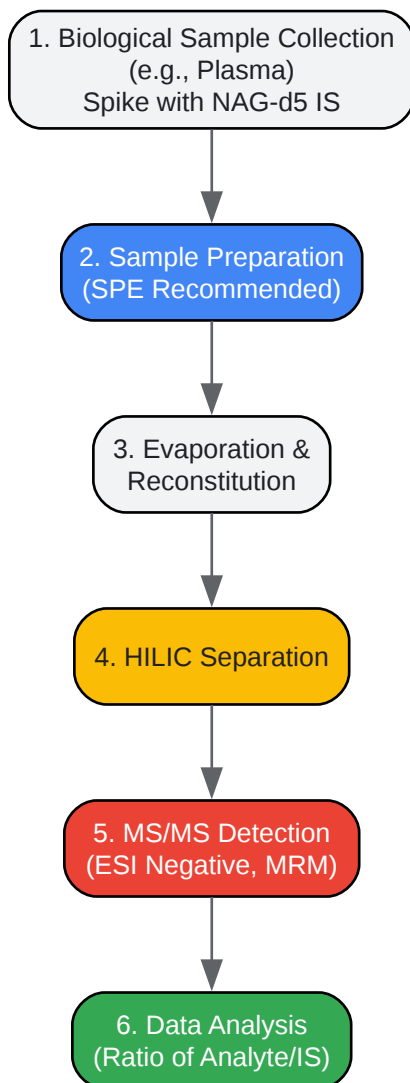 1. Biological Sample Collection
(e.g., Plasma)
Spike with NAG-d5 IS
2. Sample Preparation
(SPE Recommended)
3. Evaporation &
Reconstitution
4. HILIC Separation
5. MS/MS Detection
(ESI Negative, MRM)
6. Data Analysis
(Ratio of Analyte/IS)